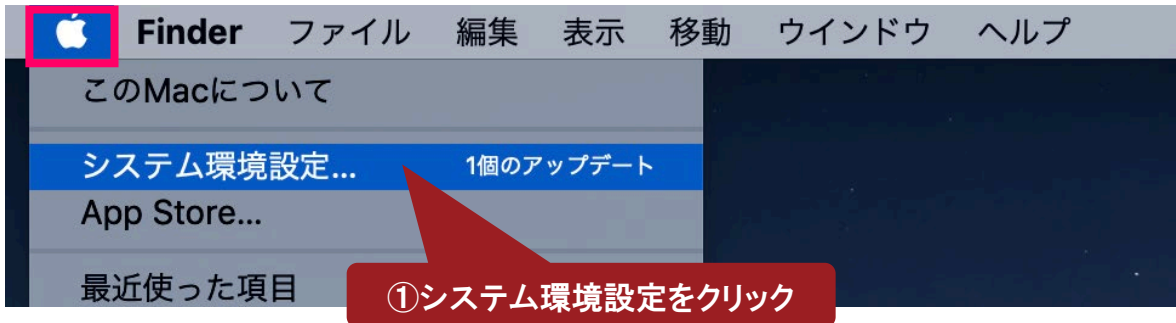 Finder ファイル 編集 表示 移動 ウインドウ ヘルプ
このMacについて
システム環境設定... 1個のアップデート
App Store...
最近使った項目
①システム環境設定をクリック